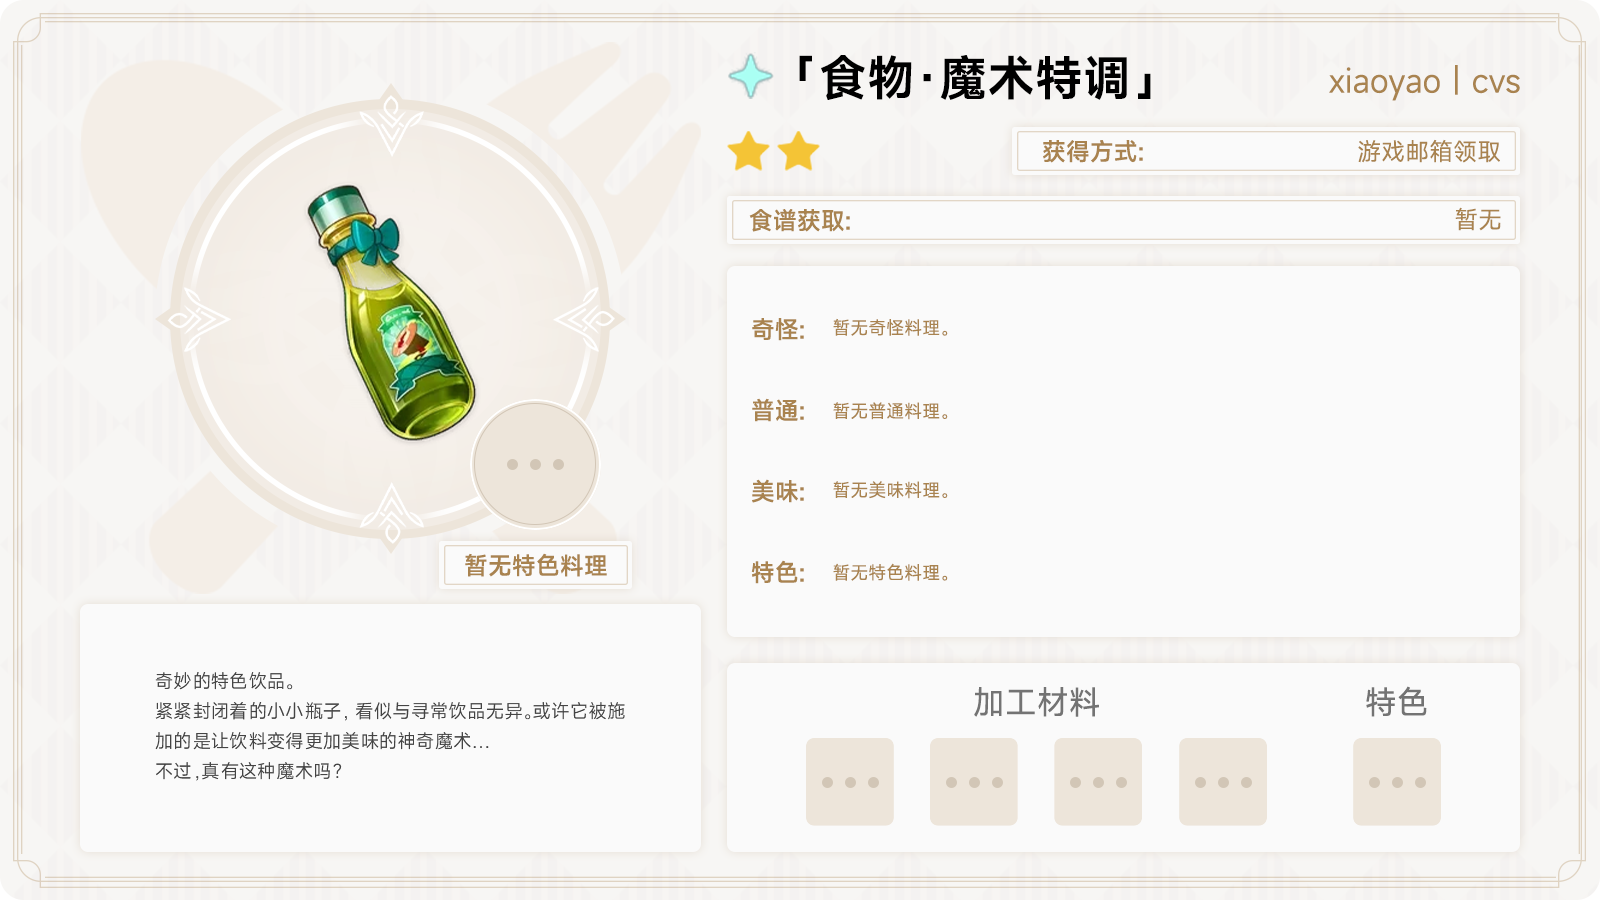 「食物·魔术特调」
xiaoyao | cvs
获得方式:
游戏邮箱领取
食谱获取:
暂无
奇怪:
暂无奇怪料理。
普通:
暂无普通料理。
美味:
暂无美味料理。
特色:
暂无特色料理。
暂无特色料理
奇妙的特色饮品。
紧紧封闭着的小小瓶子,看似与寻常饮品无异。或许它被施
加的是让饮料变得更加美味的神奇魔术...
不过,真有这种魔术吗?
加工材料
特色